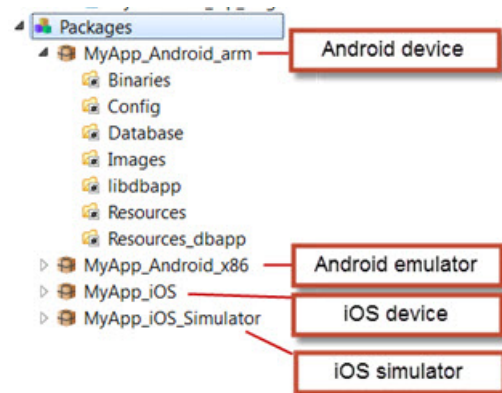 Packages
MyApp_Android_arm
Android device
Binaries
Config
Database
Images
libdbapp
Resources
Resources_dbapp
MyApp_Android_x86
Android emulator
MyApp_iOS
iOS device
MyApp_iOS_Simulator
iOS simulator